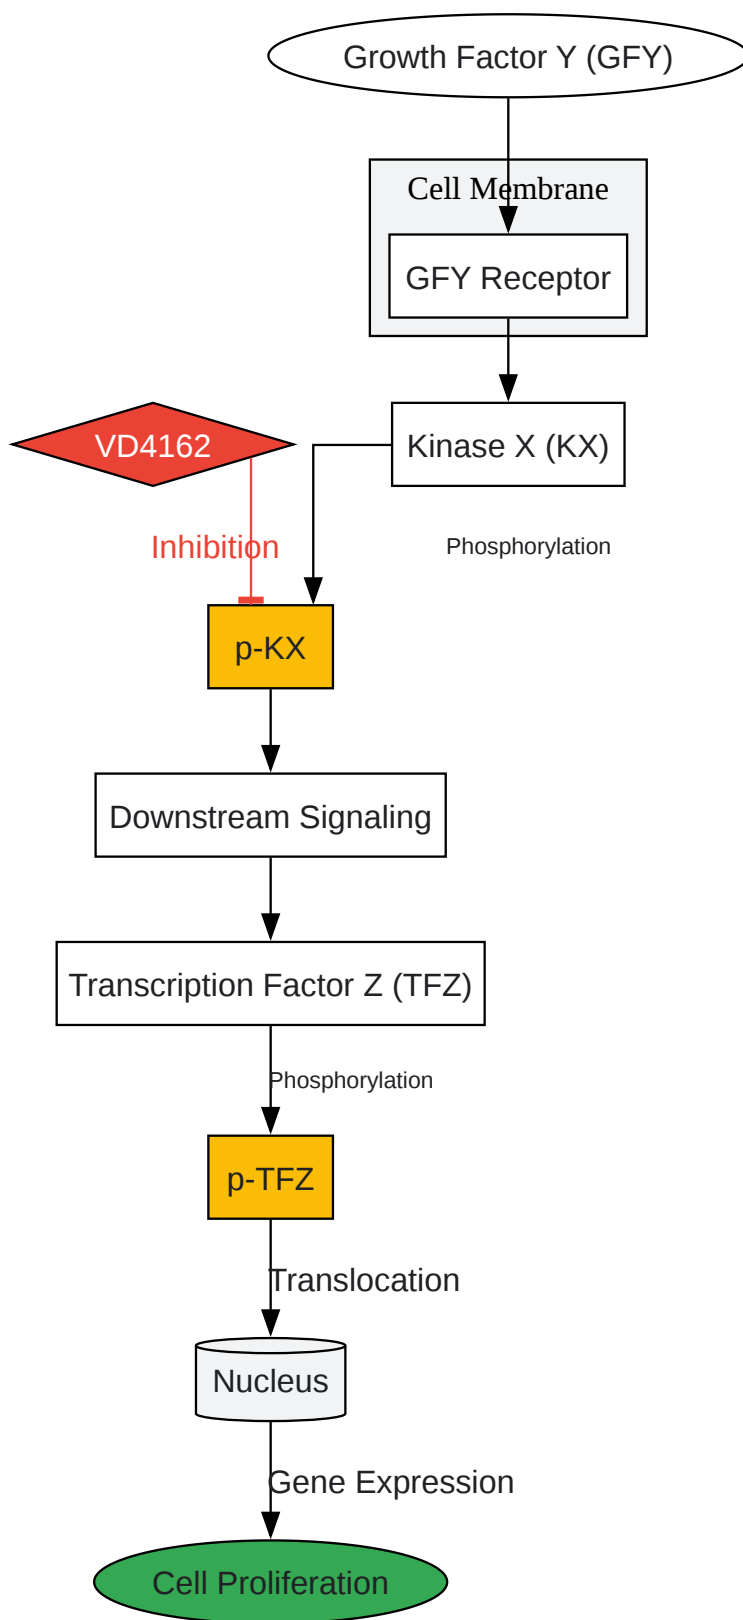 Growth Factor Y (GFY)
Cell Membrane
GFY Receptor
VD4162
Kinase X (KX)
Inhibition
Phosphorylation
p-KX
Downstream Signaling
Transcription Factor Z (TFZ)
Phosphorylation
p-TFZ
Translocation
Nucleus
Gene Expression
Cell Proliferation